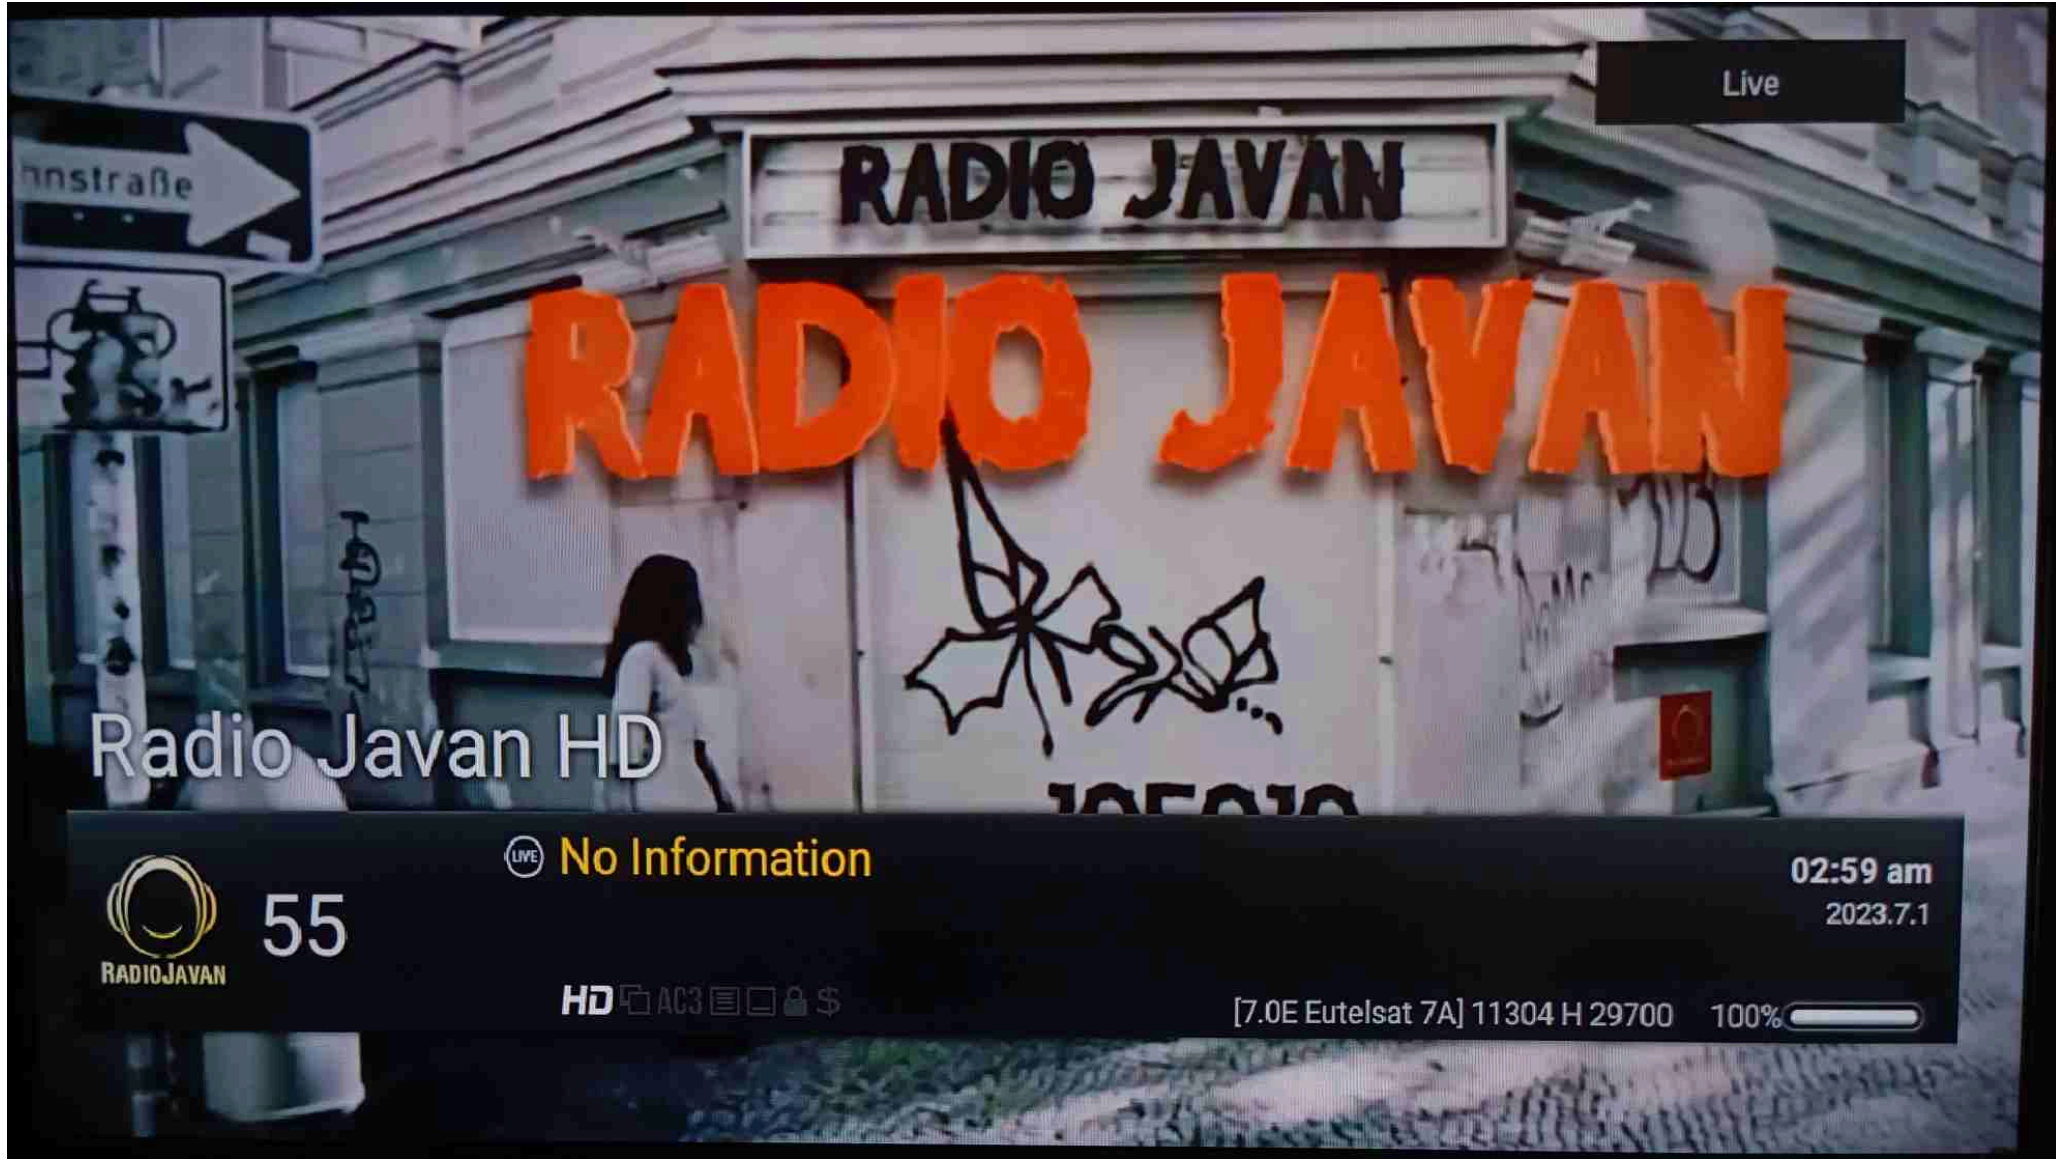 Live
nnstraße
RADIO JAVAN
RADIO JAVAN
Radio Javan HD
LIVE No Information
02:59 am
2023.7.1
55
RADIOJAVAN
HD AC3 $
[7.0E Eutelsat 7A] 11304 H 29700 100%